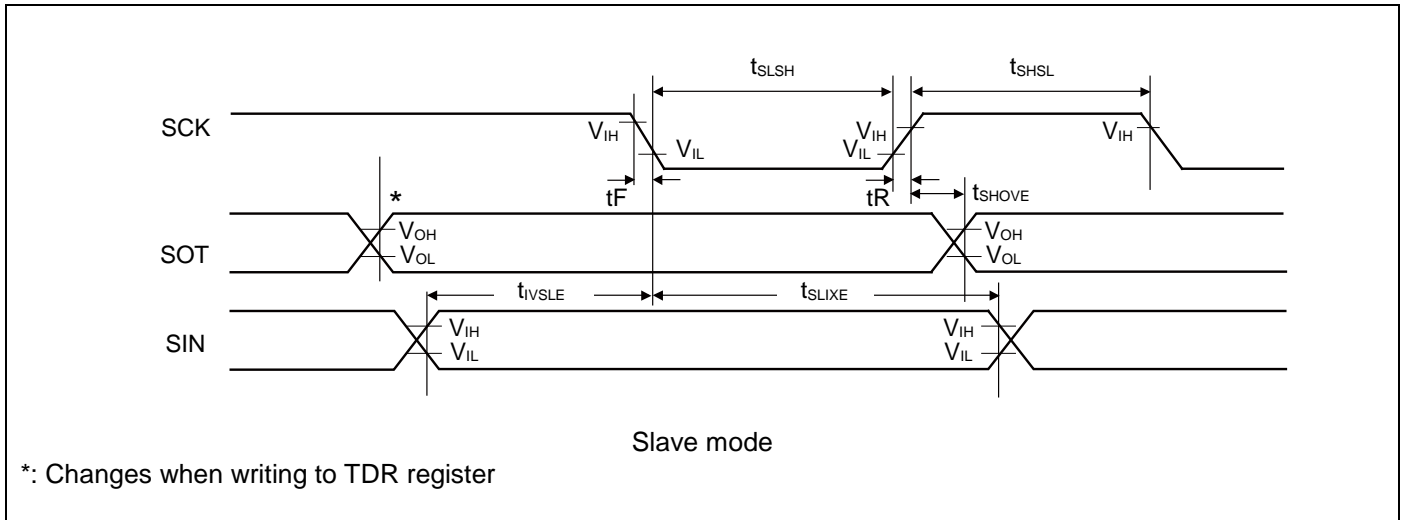 tSLSH tSHSL
SCK VIH VIL VIL VIH VIH
tF tR tSHOVE
*
SOT VOH VOL VOH VOL
tIVSLE tSLIXE
SIN VIH VIL VIH VIL
Slave mode
*: Changes when writing to TDR register